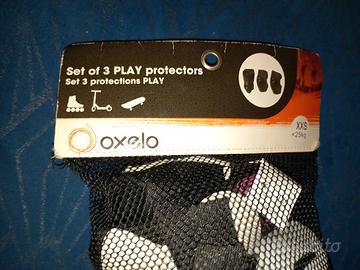 Set of 3 PLAY protectors
Set 3 protections PLAY
oxelo
XXS
<25kg